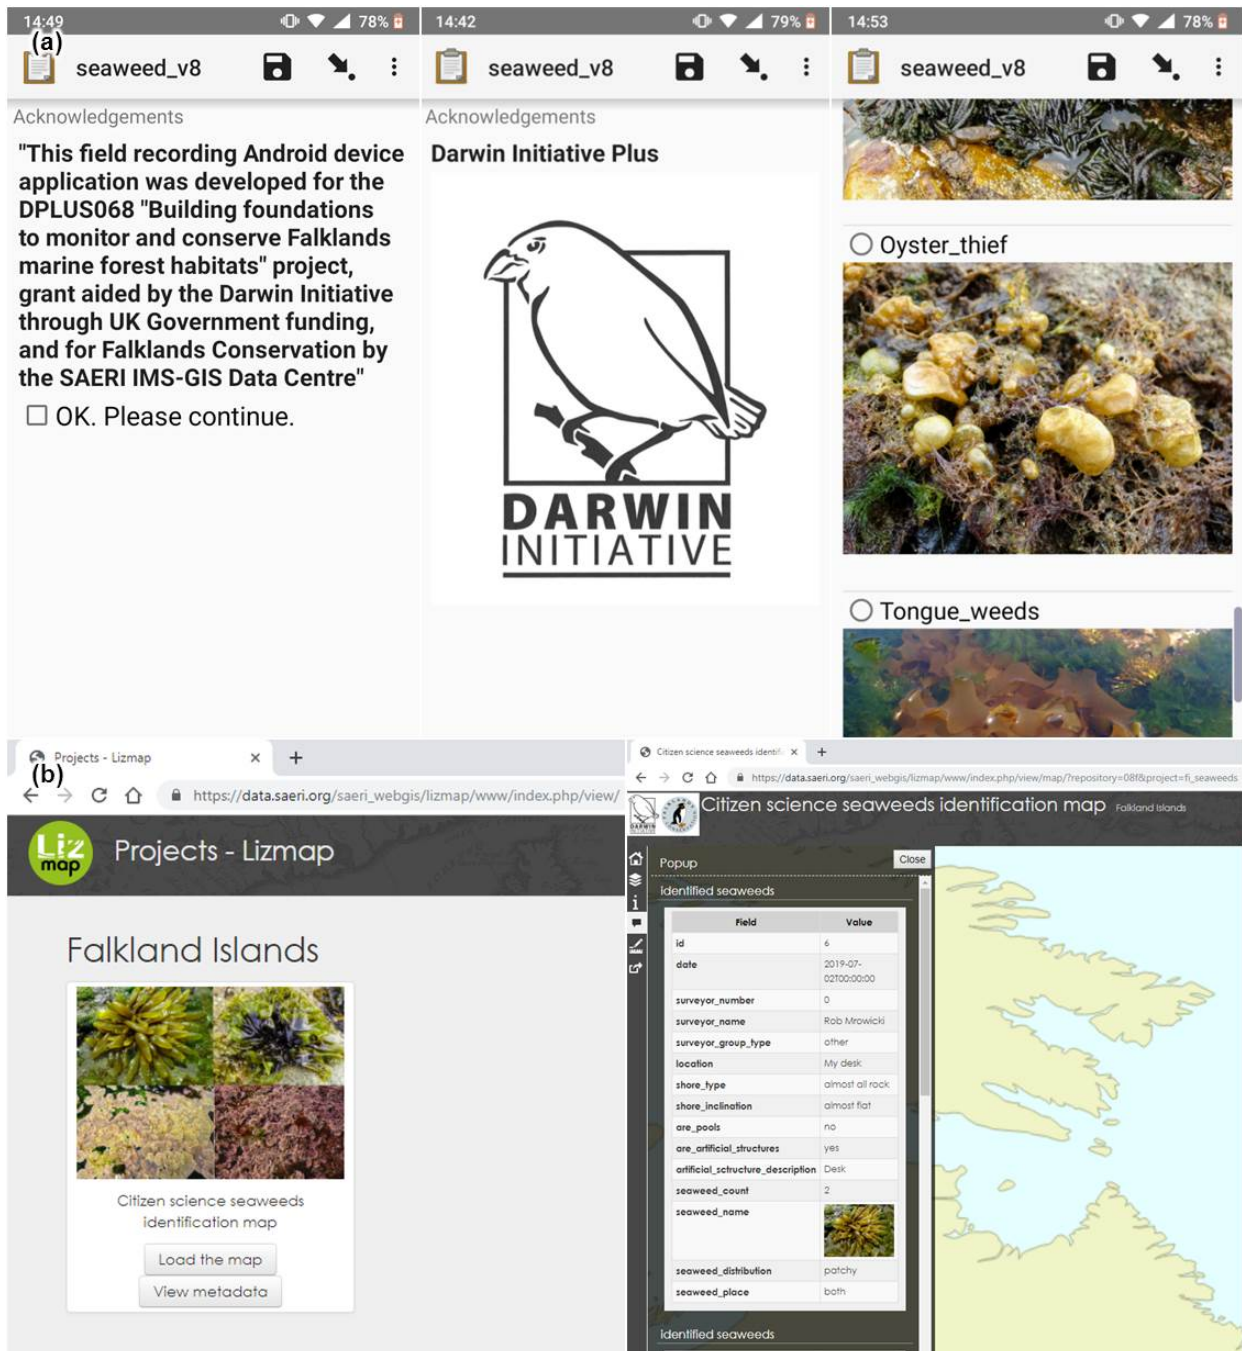 14:49
78%
(a)
seaweed_v8
Acknowledgements
"This field recording Android device
application was developed for the
DPLUS068 "Building foundations
to monitor and conserve Falklands
marine forest habitats" project,
grant aided by the Darwin Initiative
through UK Government funding,
and for Falklands Conservation by
the SAERI IMS-GIS Data Centre"
OK. Please continue.
14:42
79%
seaweed_v8
Acknowledgements
Darwin Initiative Plus
DARWIN
INITIATIVE
14:53
78%
seaweed_v8
Oyster_thief
Tongue_weeds
Projects - Lizmap
(b)
https://data.saeri.org/saeri_webgis/lizmap/www/index.php/view/
Liz
map
Projects - Lizmap
Falkland Islands
Citizen science seaweeds
identification map
Load the map
View metadata
Citizen science seaweeds identifi
https://data.saeri.org/saeri_webgis/lizmap/www/index.php/view/map/?repository=08f&project=fi_seaweeds
DARWIN
Citizen science seaweeds identification map Falkland Islands
Popup
Close
identified seaweeds
Field Value
id 6
date 2019-07-
02T00:00:00
surveyor_number 0
surveyor_name Rob Mrowicki
surveyor_group_type other
location My desk
shore_type almost all rock
shore_inclination almost flat
are_pools no
are_artificial_structures yes
artificial_sctructure_description Desk
seaweed_count 2
seaweed_name
seaweed_distribution patchy
seaweed_place both
identified seaweeds